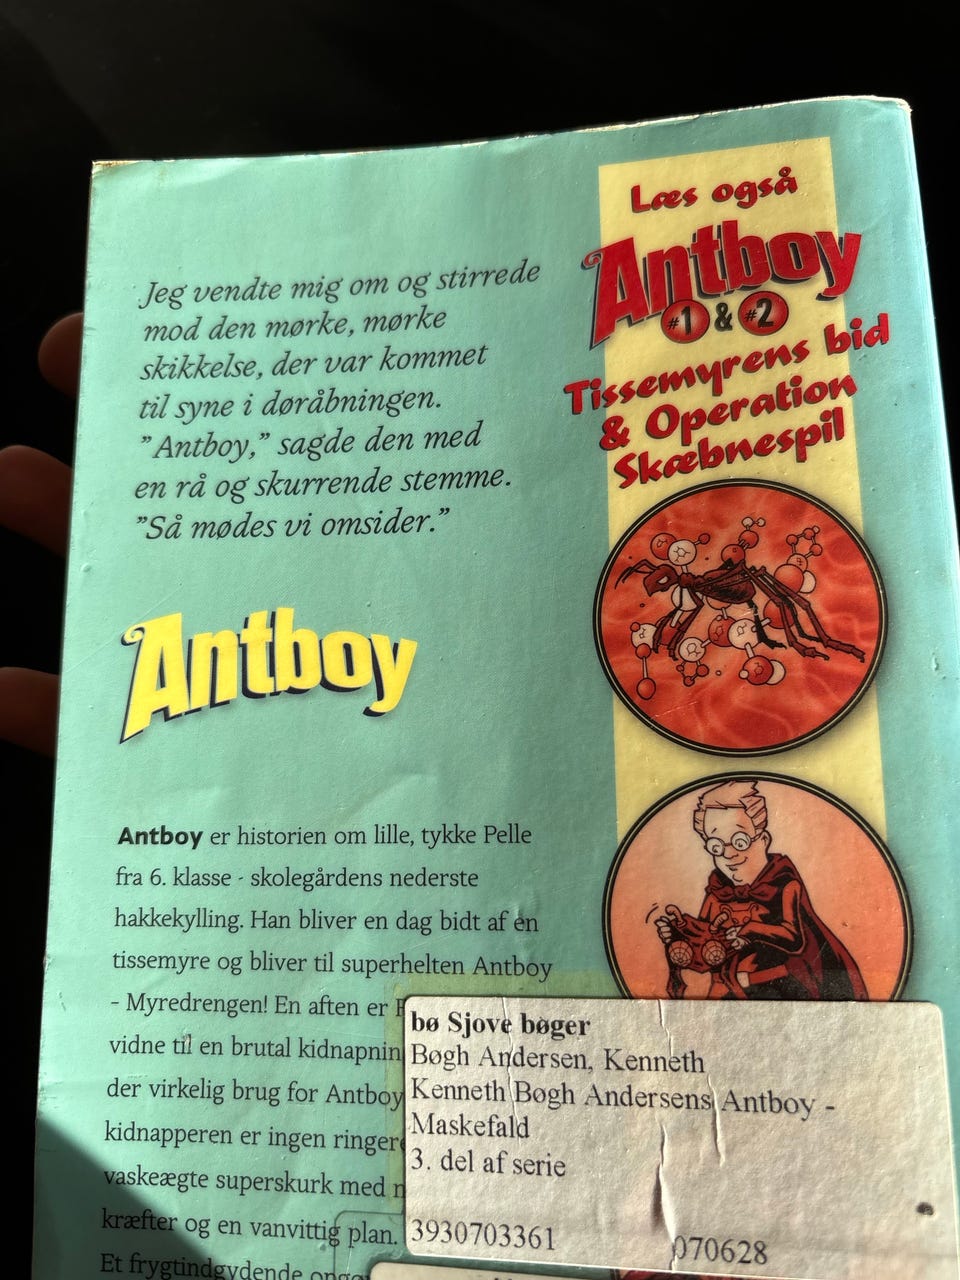 Læs også
Antboy
#1 & #2
Tissemyrens bid
& Operation
Skæbnespil
Jeg vendte mig om og stirrede
mod den mørke, mørke
skikkelse, der var kommet
til syne i døråbningen.
”Antboy,” sagde den med
en rå og skurrende stemme.
”Så mødes vi omsider.”
Antboy
Antboy er historien om lille, tykke Pelle
fra 6. klasse - skolegårdens nederste
hakkekylling. Han bliver en dag bidt af en
tissemyre og bliver til superhelten Antboy
- Myredrengen! En aften er
vidne til en brutal kidnapnin
der virkelig brug for Antboy
kidnapperen er ingen ringer
vaskeægte superskurk med
kræfter og en vanvittig plan.
Et frygtindgydende
bø Sjove bøger
Bøgh Andersen, Kenneth
Kenneth Bøgh Andersens Antboy -
Maskefald
3. del af serie
3930703361 070628